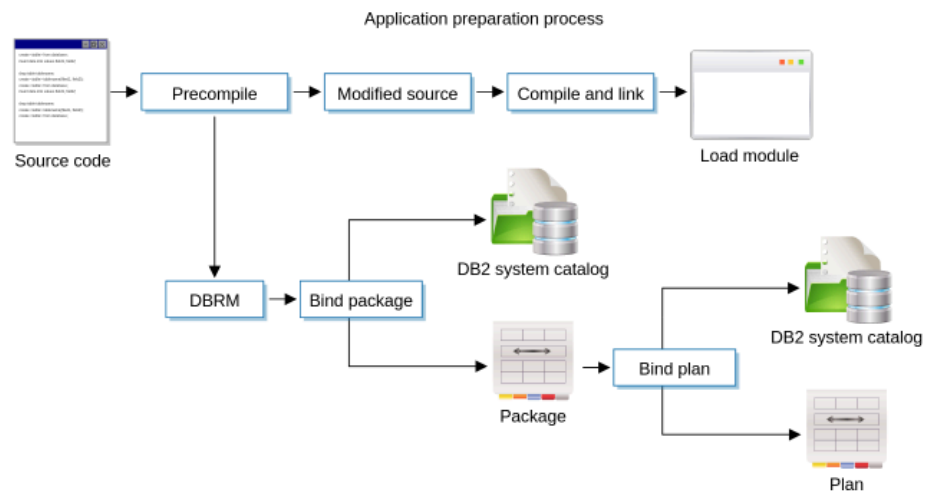 Application preparation process
Precompile
Modified source
Compile and link
Source code
Load module
DB2 system catalog
DBRM
Bind package
DB2 system catalog
Bind plan
Package
Plan